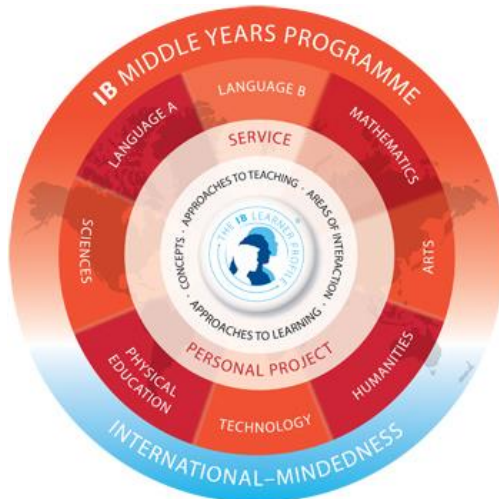 IB MIDDLE YEARS PROGRAMME
LANGUAGE B
LANGUAGE A
MATHEMATICS
SERVICE
APPROACHES TO TEACHING · AREAS OF INTERACTION ·
CONCEPTS ·
THE IB LEARNER PROFILE
®
SCIENCES
ARTS
APPROACHES TO LEARNING ·
PERSONAL PROJECT
PHYSICAL
EDUCATION
HUMANITIES
TECHNOLOGY
INTERNATIONAL–MINDEDNESS